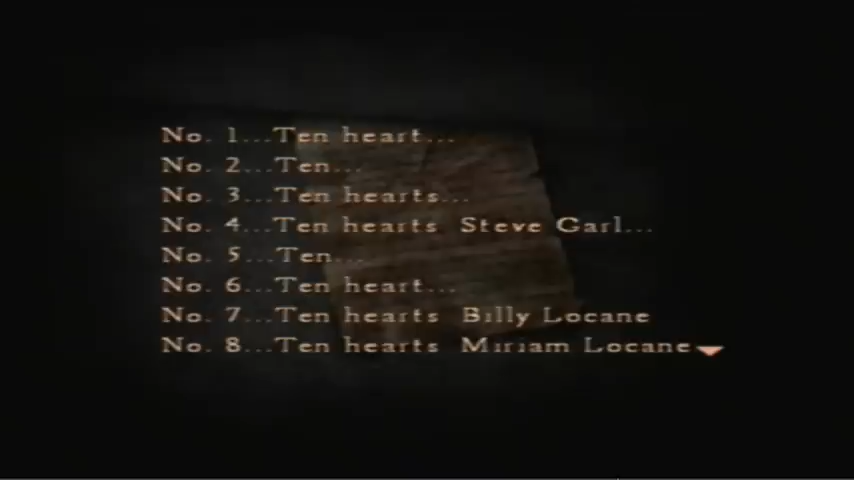 No. 1...Ten heart...
No. 2...Ten...
No. 3...Ten hearts...
No. 4...Ten hearts Steve Garl...
No. 5...Ten...
No. 6...Ten heart...
No. 7...Ten hearts Billy Locane
No. 8...Ten hearts Miriam Locane